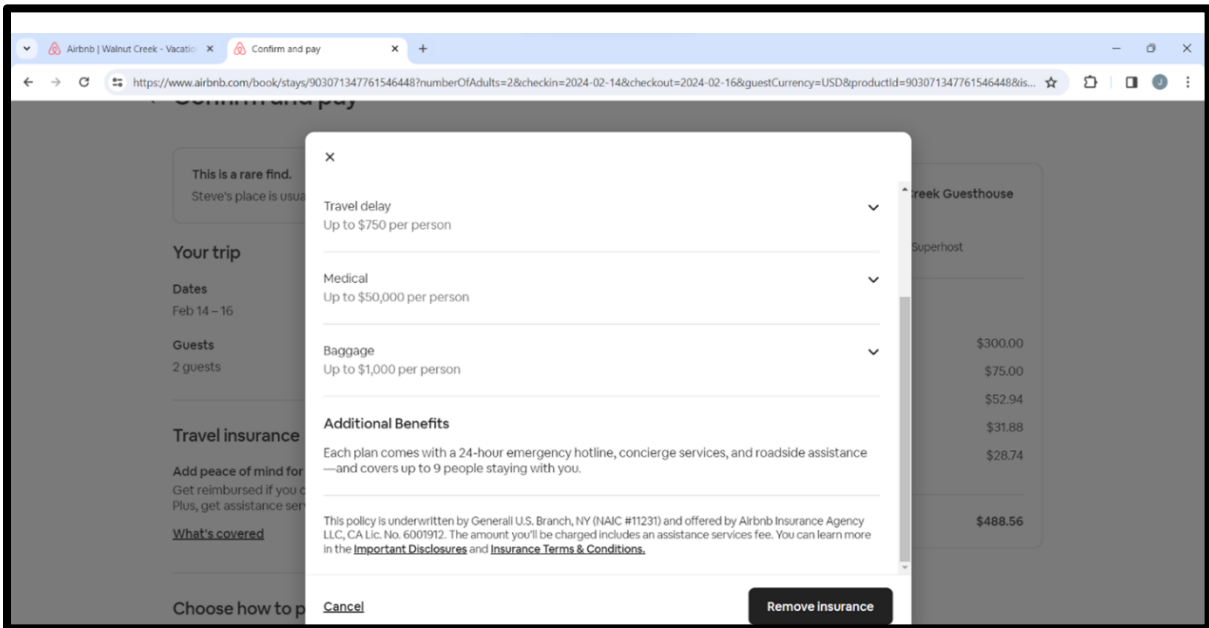 Airbnb | Walnut Creek - Vacatio
Confirm and pay
https://www.airbnb.com/book/stays/903071347761546448?numberOfAdults=2&checkin=2024-02-14&checkout=2024-02-16&guestCurrency=USD&productId=903071347761546448&is...
J
Confirm and pay
This is a rare find.
Steve's place is usua
Your trip
Dates
Feb 14 – 16
Guests
2 guests
Travel insurance
Add peace of mind for
Get reimbursed if you c
Plus, get assistance ser
What's covered
Choose how to p
Travel delay
Up to $750 per person
Medical
Up to $50,000 per person
Baggage
Up to $1,000 per person
Additional Benefits
Each plan comes with a 24-hour emergency hotline, concierge services, and roadside assistance
—and covers up to 9 people staying with you.
This policy is underwritten by Generali U.S. Branch, NY (NAIC #11231) and offered by Airbnb Insurance Agency
LLC, CA Lic. No. 6001912. The amount you'll be charged includes an assistance services fee. You can learn more
in the Important Disclosures and Insurance Terms & Conditions.
Cancel
Remove insurance
reek Guesthouse
Superhost
$300.00
$75.00
$52.94
$31.88
$28.74
$488.56